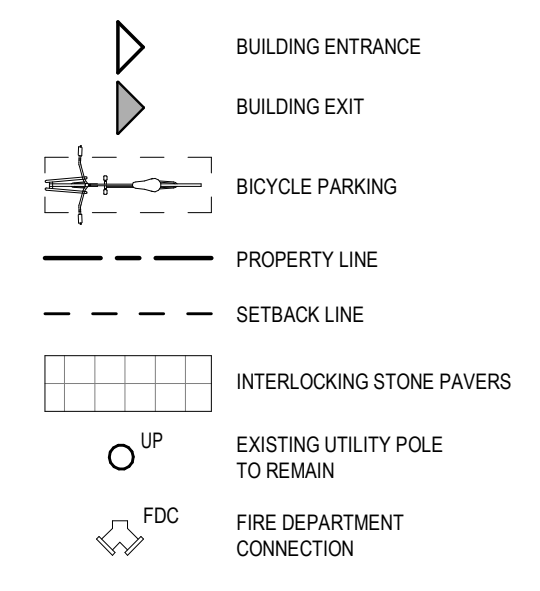 BUILDING ENTRANCE
BUILDING EXIT
BICYCLE PARKING
PROPERTY LINE
SETBACK LINE
INTERLOCKING STONE PAVERS
UP
EXISTING UTILITY POLE
TO REMAIN
FDC
FIRE DEPARTMENT
CONNECTION